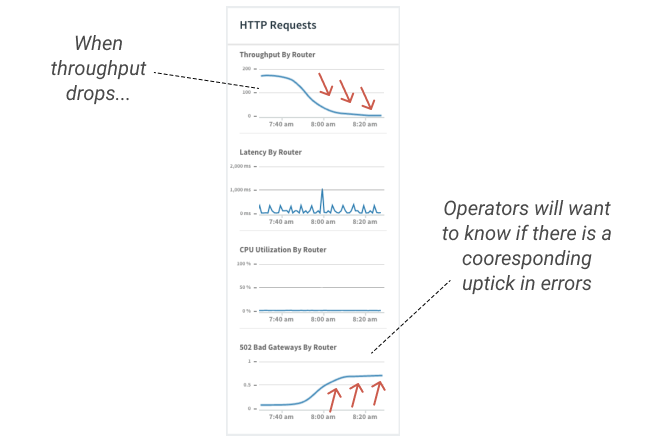 HTTP Requests
When
throughput
drops...
Throughput By Router
200
100
0
7:40 am 8:00 am 8:20 am
Latency By Router
2,000 ms
1,000 ms
0 ms
7:40 am 8:00 am 8:20 am
Operators will want
to know if there is a
cooresponding
uptick in errors
CPU Utilization By Router
100 %
50 %
0 %
7:40 am 8:00 am 8:20 am
502 Bad Gateways By Router
1
0.5
0
7:40 am 8:00 am 8:20 am